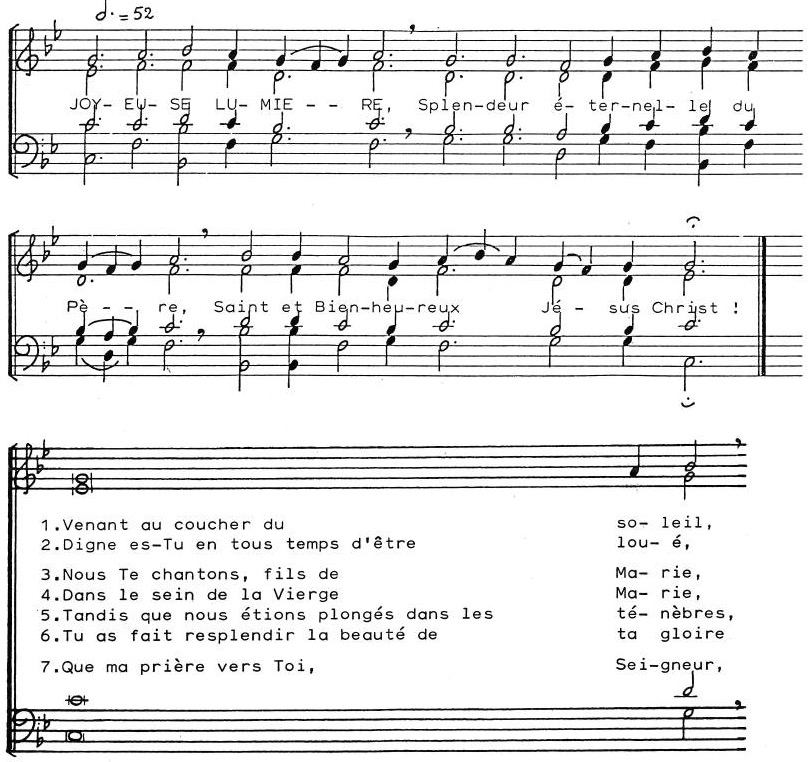 𝅗𝅥. = 52
JOY- EU- SE LU- MIE - - RE, Splen-deur é- ter-nel- le du
Pè - - re, Saint et Bien-heu-reux Jé - sus Christ !
1.Venant au coucher du so- leil,
2.Digne es-Tu en tous temps d'être lou- é,
3.Nous Te chantons, fils de Ma- rie,
4.Dans le sein de la Vierge Ma- rie,
5.Tandis que nous étions plongés dans les té- nèbres,
6.Tu as fait resplendir la beauté de ta gloire
7.Que ma prière vers Toi, Sei-gneur,